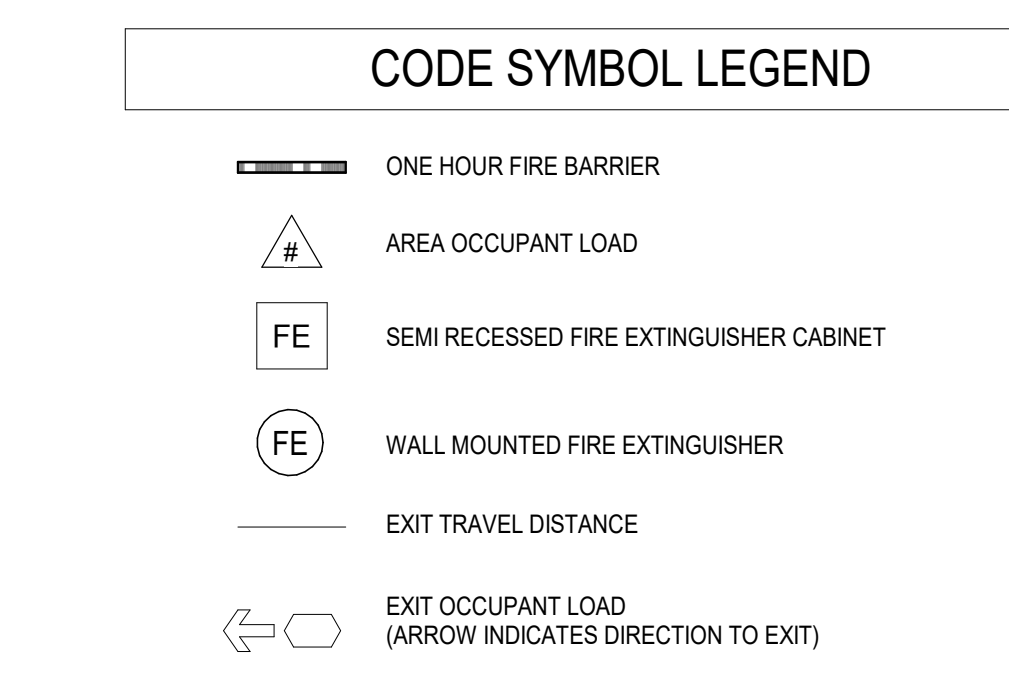 CODE SYMBOL LEGEND
ONE HOUR FIRE BARRIER
#
AREA OCCUPANT LOAD
FE
SEMI RECESSED FIRE EXTINGUISHER CABINET
FE
WALL MOUNTED FIRE EXTINGUISHER
EXIT TRAVEL DISTANCE
EXIT OCCUPANT LOAD
(ARROW INDICATES DIRECTION TO EXIT)